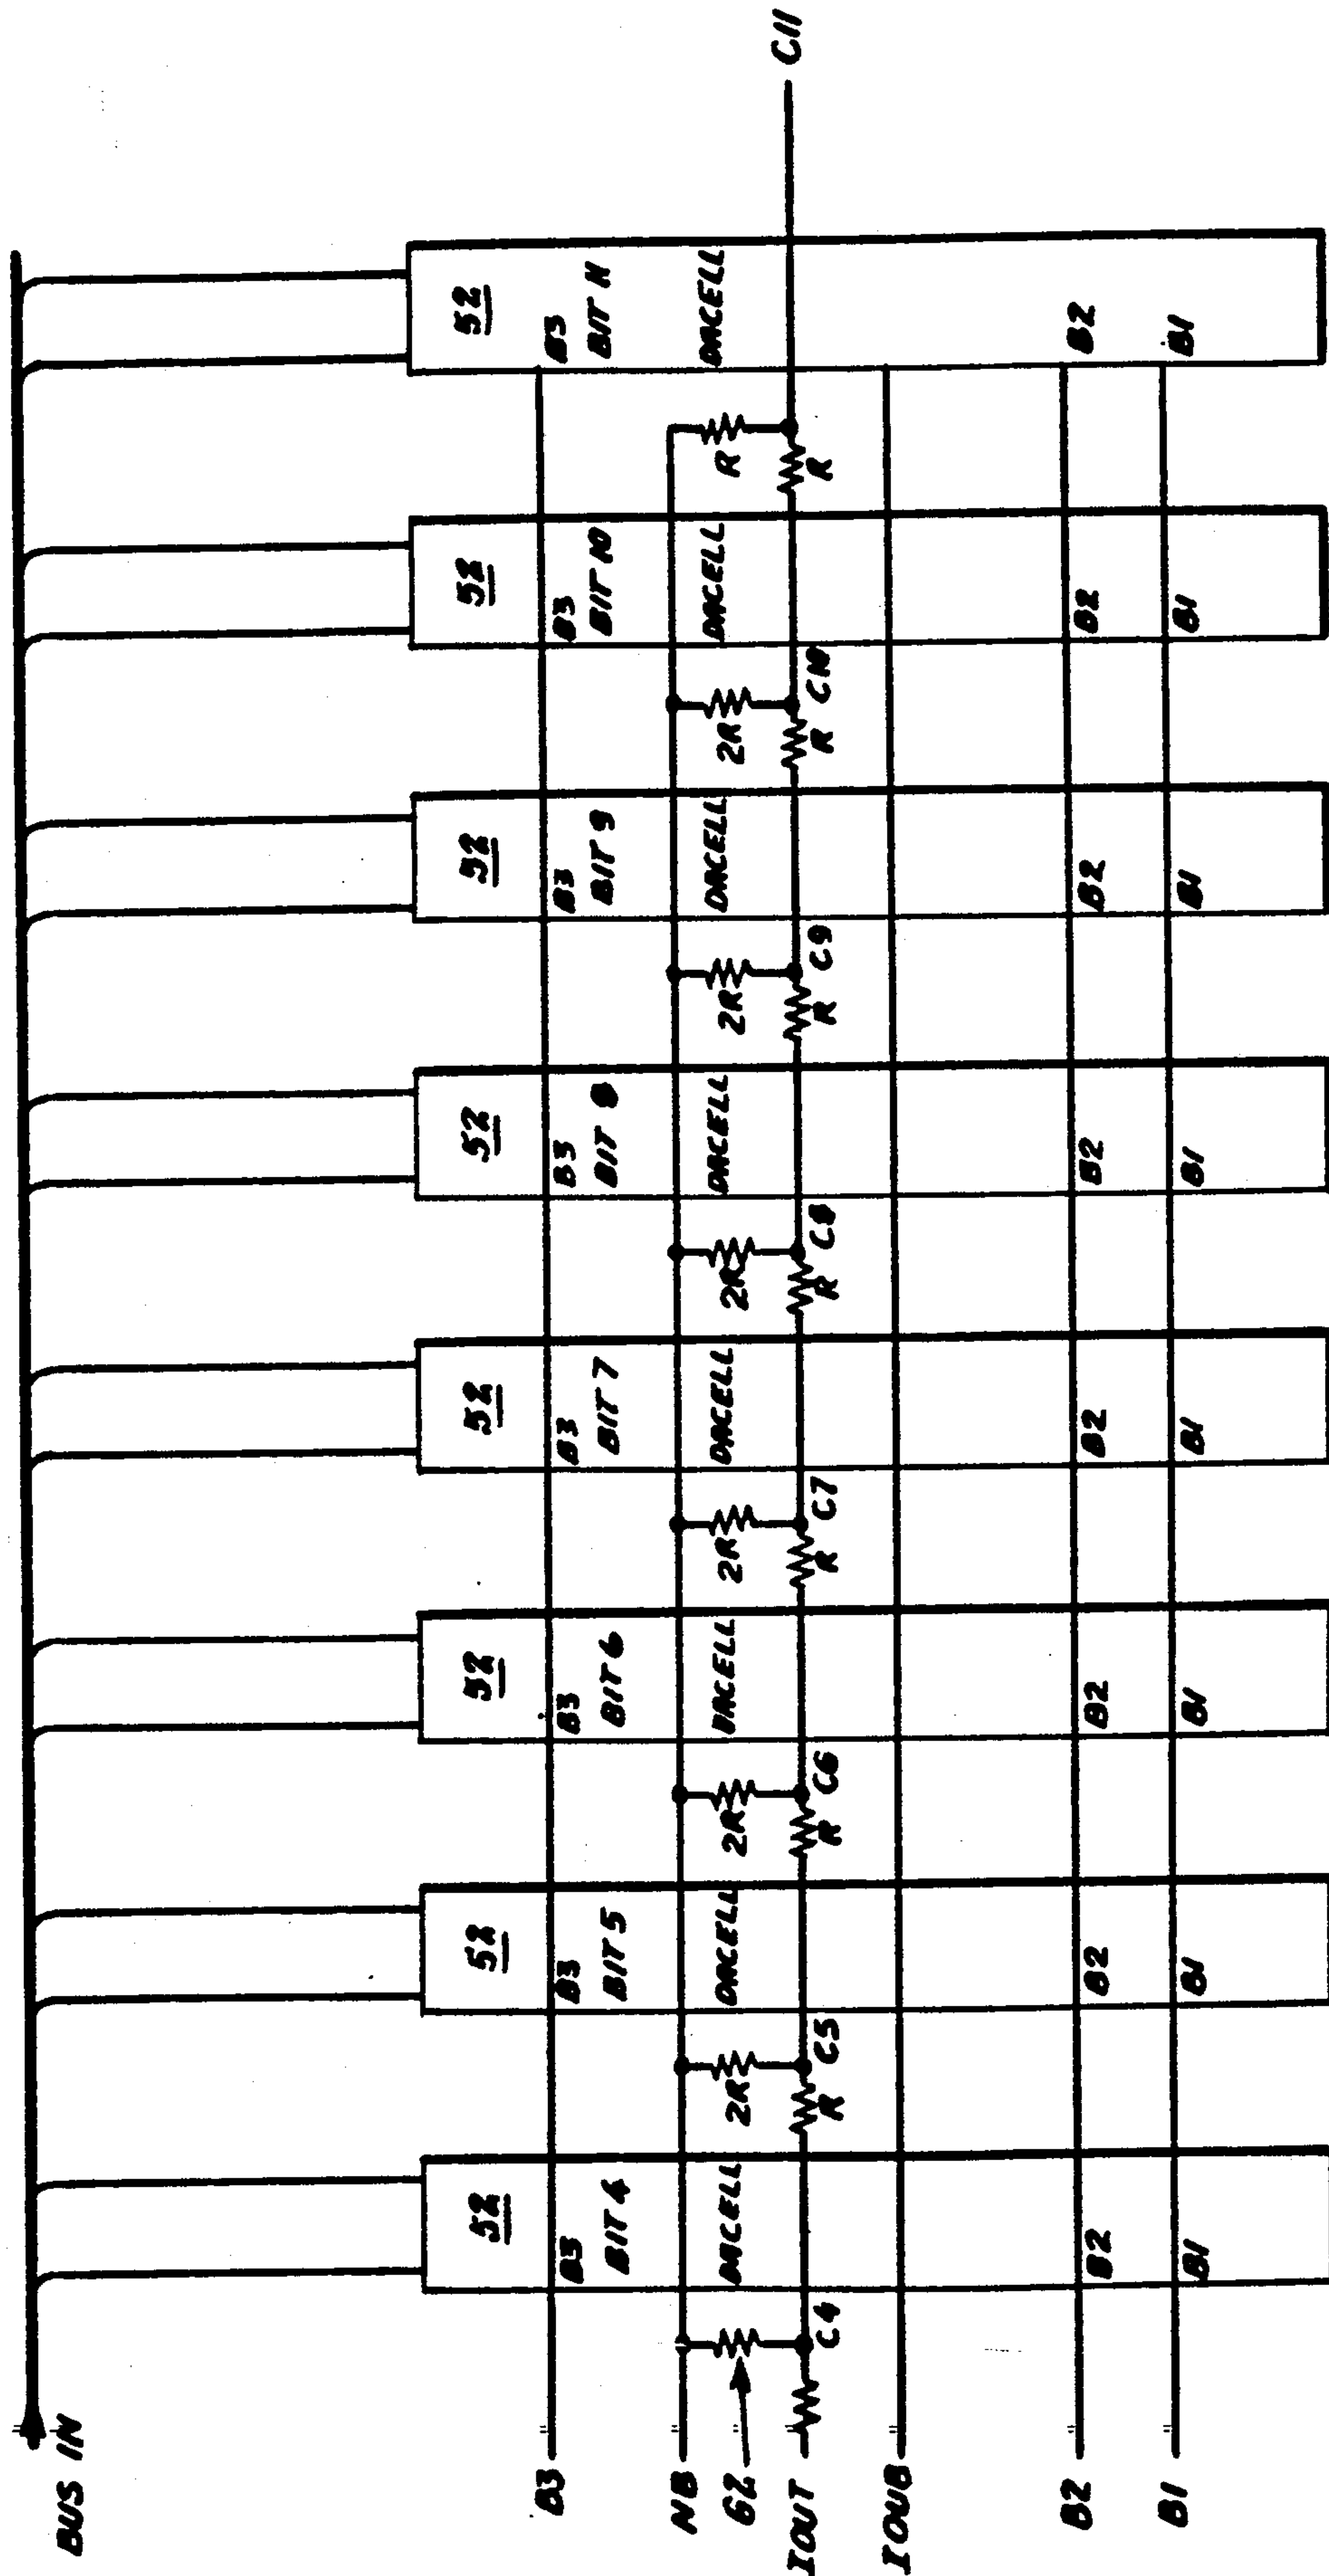 BUS IN
52 52 52 52 52 52 52 52
B3 B3 B3 B3 B3 B3 B3 B3 B3
BIT 4 BIT 5 BIT 6 BIT 7 BIT 8 BIT 9 BIT 10 BIT 11
NB
62 DACELL 2R DACELL 2R DACELL 2R DACELL 2R DACELL 2R DACELL 2R DACELL R DACELL
C11
IOUT C4 R C5 R C6 R C7 R C8 R C9 R C10 R
IOUB
B2 B2 B2 B2 B2 B2 B2 B2 B2
B1 B1 B1 B1 B1 B1 B1 B1 B1